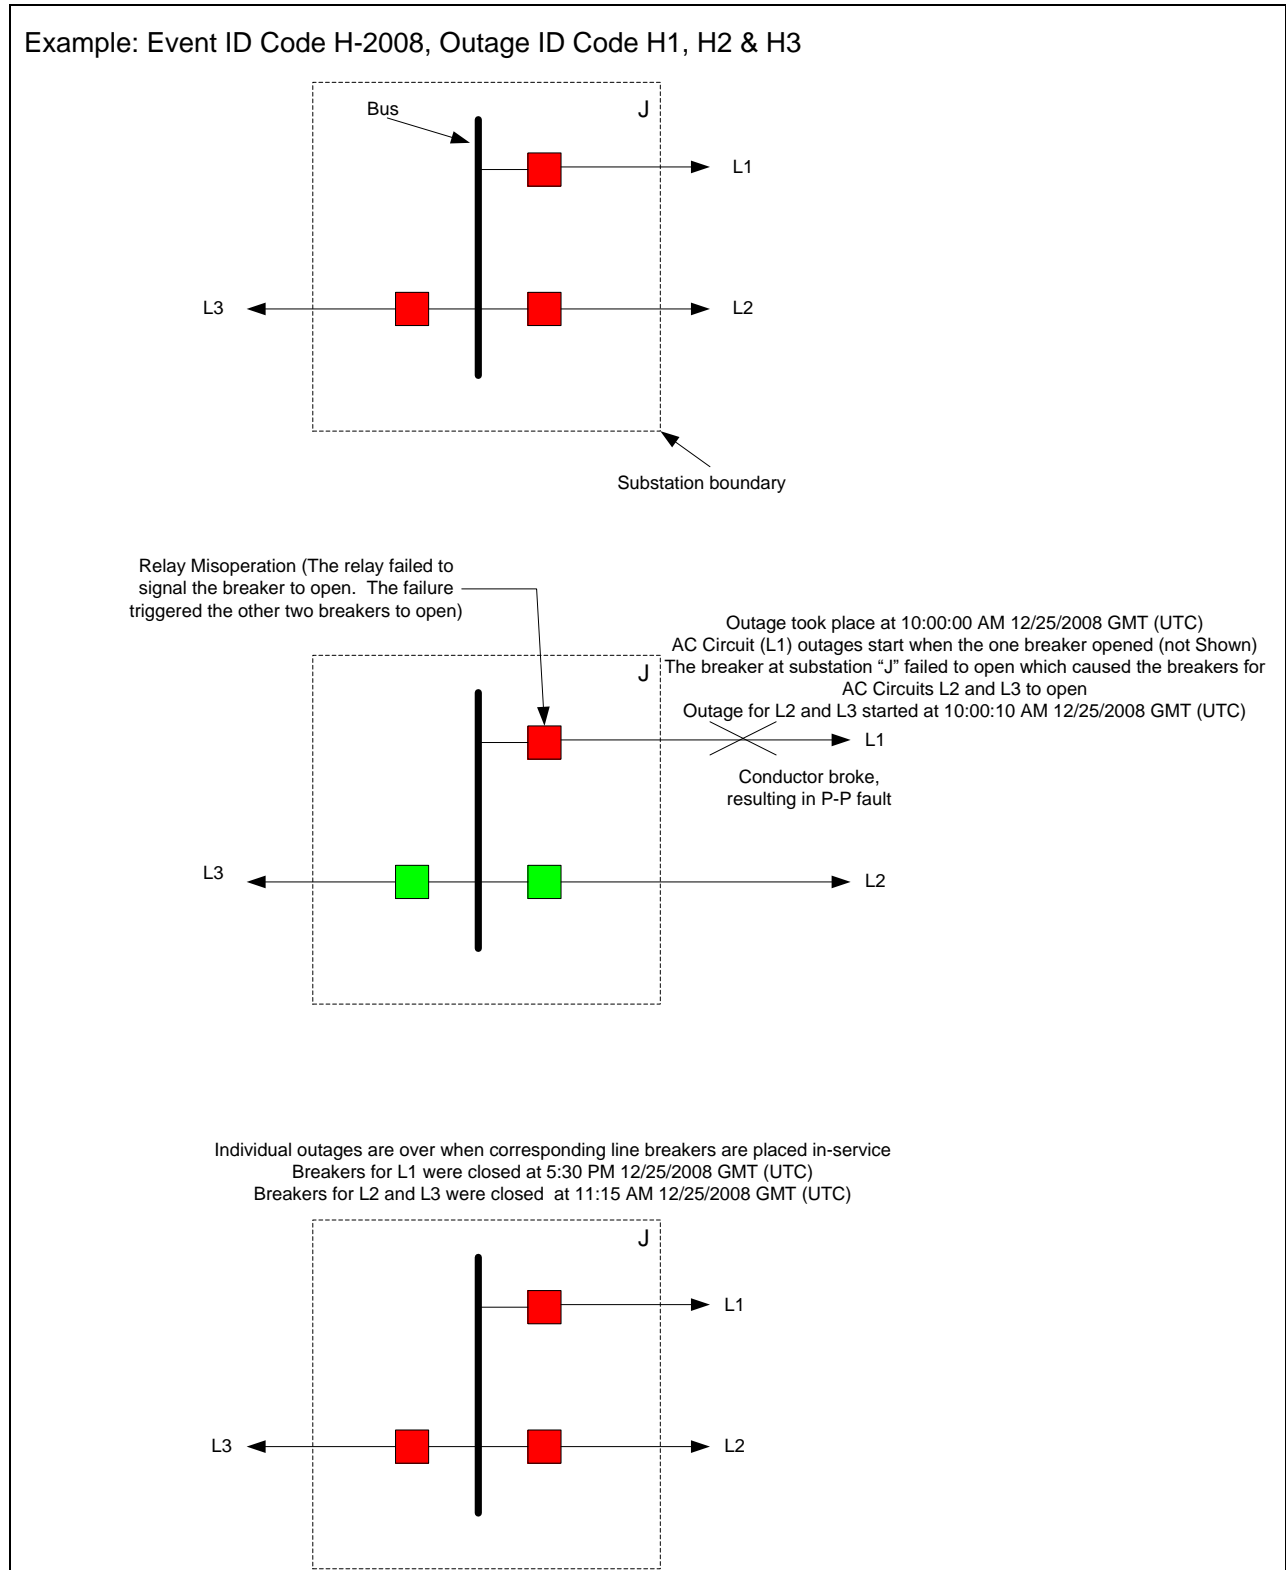 Example: Event ID Code H-2008, Outage ID Code H1, H2 & H3
Bus
J
L1
L3
L2
Substation boundary
Relay Misoperation (The relay failed to
signal the breaker to open. The failure
triggered the other two breakers to open)
Outage took place at 10:00:00 AM 12/25/2008 GMT (UTC)
AC Circuit (L1) outages start when the one breaker opened (not Shown)
The breaker at substation “J” failed to open which caused the breakers for
AC Circuits L2 and L3 to open
Outage for L2 and L3 started at 10:00:10 AM 12/25/2008 GMT (UTC)
J
L1
Conductor broke,
resulting in P-P fault
L3
L2
Individual outages are over when corresponding line breakers are placed in-service
Breakers for L1 were closed at 5:30 PM 12/25/2008 GMT (UTC)
Breakers for L2 and L3 were closed at 11:15 AM 12/25/2008 GMT (UTC)
J
L1
L3
L2